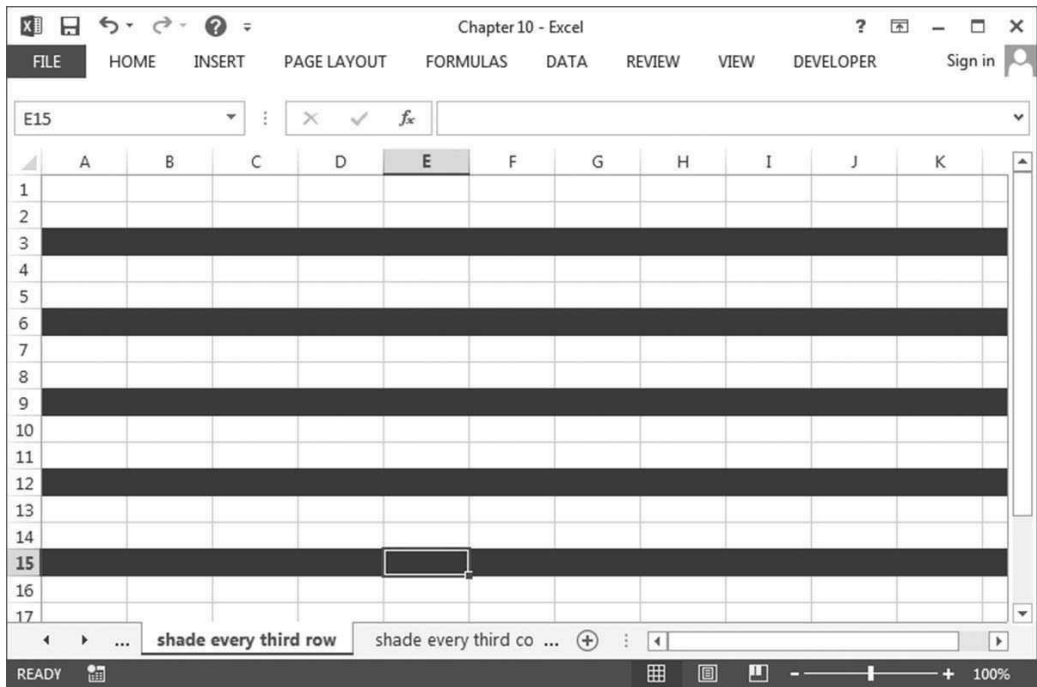 Chapter 10 - Excel ?
FILE HOME INSERT PAGE LAYOUT FORMULAS DATA REVIEW VIEW DEVELOPER Sign in
E15 fx
A B C D E F G H I J K
1
2
3
4
5
6
7
8
9
10
11
12
13
14
15
16
17
... shade every third row shade every third co ...
READY 100%